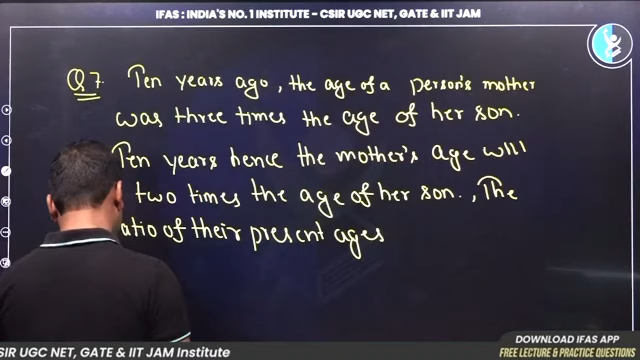 IFAS : INDIA'S NO. 1 INSTITUTE – CSIR UGC NET, GATE & IIT JAM
Q 7. Ten years ago, the age of a person's mother
was three times the age of her son.
Ten years hence the mother's age will
two times the age of her son., The
atio of their present ages
DOWNLOAD IFAS APP
SIR UGC NET, GATE & IIT JAM Institute
FREE LECTURE & PRACTICE QUESTIONS